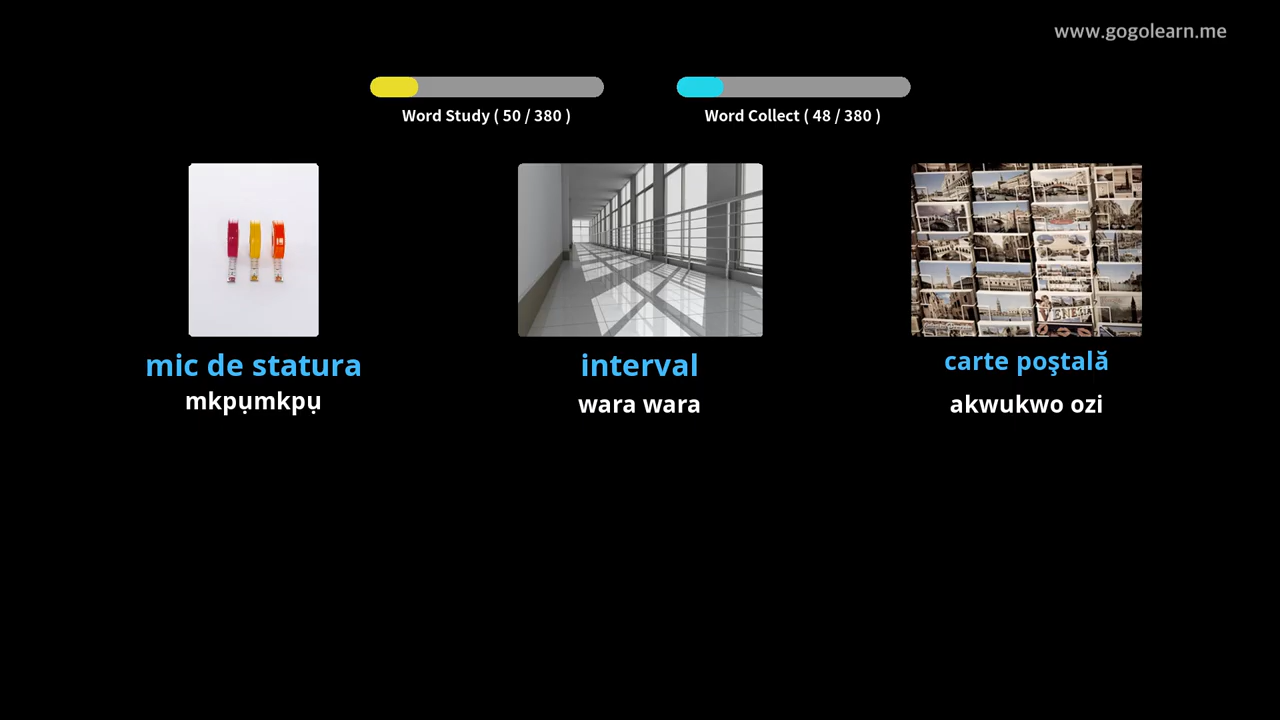 www.gogolearn.me
Word Study ( 50 / 380 )
Word Collect ( 48 / 380 )
VENEZIA
mic de statura
interval
carte poştală
mkpụmkpụ
wara wara
akwukwo ozi